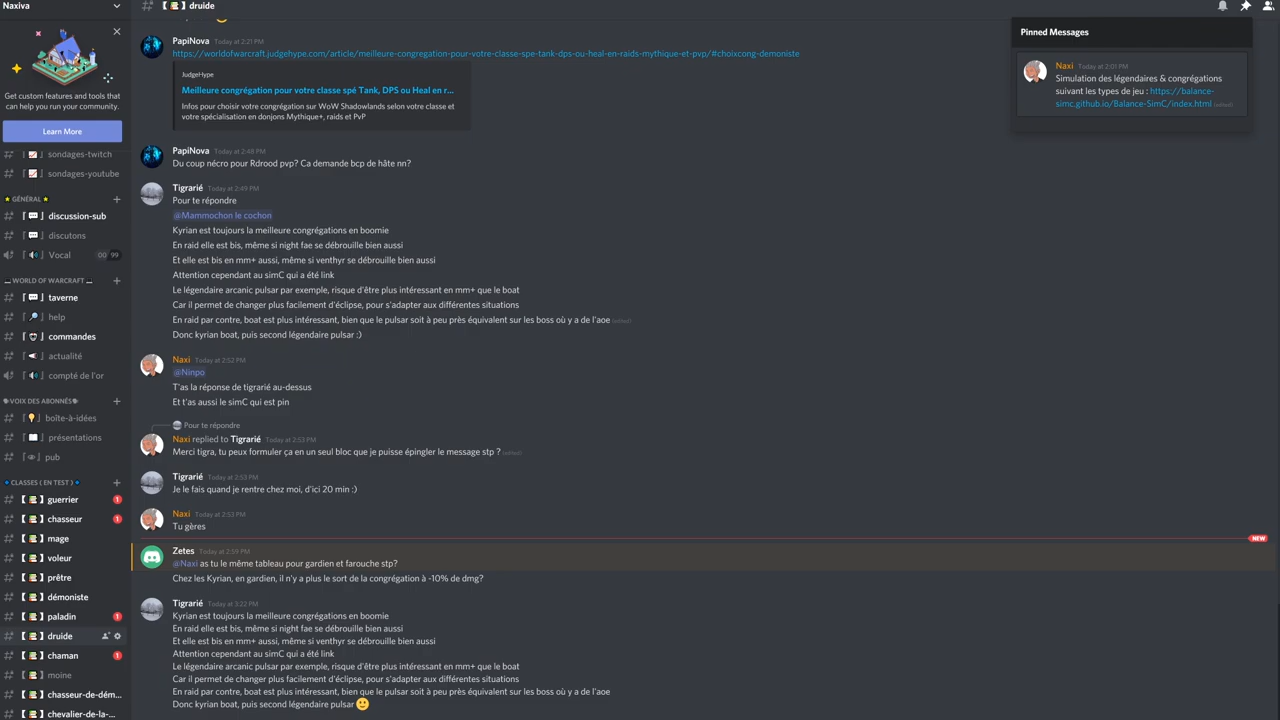 Naxiva
Get custom features and tools that
can help you run your community.
Learn More
sondages-twitch
sondages-youtube
GÉNÉRAL
discussion-sub
discutons
Vocal
00 99
WORLD OF WARCRAFT
taverne
help
commandes
actualité
compté de l'or
VOIX DES ABONNÉS
boîte-à-idées
présentations
pub
CLASSES ( EN TEST )
guerrier 1
chasseur 1
mage
voleur
prêtre
démoniste
paladin 1
druide
chaman 1
moine
chasseur-de-dém...
chevalier-de-la-...
druide
PapiNova Today at 2:21 PM
https://worldofwarcraft.judgehype.com/article/meilleure-congregation-pour-votre-classe-spe-tank-dps-ou-heal-en-raids-mythique-et-pvp/#choixcong-demoniste
JudgeHype
Meilleure congrégation pour votre classe spé Tank, DPS ou Heal en r...
Infos pour choisir votre congrégation sur WoW Shadowlands selon votre classe et
votre spécialisation en donjons Mythique+, raids et PvP
PapiNova Today at 2:48 PM
Du coup nécro pour Rdrood pvp? Ca demande bcp de hâte nn?
Tigrarié Today at 2:49 PM
Pour te répondre
@Mammochon le cochon
Kyrian est toujours la meilleure congrégations en boomie
En raid elle est bis, même si night fae se débrouille bien aussi
Et elle est bis en mm+ aussi, même si venthyr se débrouille bien aussi
Attention cependant au simC qui a été link
Le légendaire arcanic pulsar par exemple, risque d'être plus intéressant en mm+ que le boat
Car il permet de changer plus facilement d'éclipse, pour s'adapter aux différentes situations
En raid par contre, boat est plus intéressant, bien que le pulsar soit à peu près équivalent sur les boss où y a de l'aoe (edited)
Donc kyrian boat, puis second légendaire pulsar :)
Naxi Today at 2:52 PM
@Ninpo
T'as la réponse de tigrarié au-dessus
Et t'as aussi le simC qui est pin
Pour te répondre
Naxi replied to Tigrarié Today at 2:53 PM
Merci tigra, tu peux formuler ça en un seul bloc que je puisse épingler le message stp ? (edited)
Tigrarié Today at 2:53 PM
Je le fais quand je rentre chez moi, d'ici 20 min :)
Naxi Today at 2:53 PM
Tu gères
NEW
Zetes Today at 2:59 PM
@Naxi as tu le même tableau pour gardien et farouche stp?
Chez les Kyrian, en gardien, il n'y a plus le sort de la congrégation à -10% de dmg?
Tigrarié Today at 3:22 PM
Kyrian est toujours la meilleure congrégations en boomie
En raid elle est bis, même si night fae se débrouille bien aussi
Et elle est bis en mm+ aussi, même si venthyr se débrouille bien aussi
Attention cependant au simC qui a été link
Le légendaire arcanic pulsar par exemple, risque d'être plus intéressant en mm+ que le boat
Car il permet de changer plus facilement d'éclipse, pour s'adapter aux différentes situations
En raid par contre, boat est plus intéressant, bien que le pulsar soit à peu près équivalent sur les boss où y a de l'aoe
Donc kyrian boat, puis second légendaire pulsar 🙂
Pinned Messages
Naxi Today at 2:01 PM
Simulation des légendaires & congrégations
suivant les types de jeu : https://balance-
simc.github.io/Balance-SimC/index.html (edited)